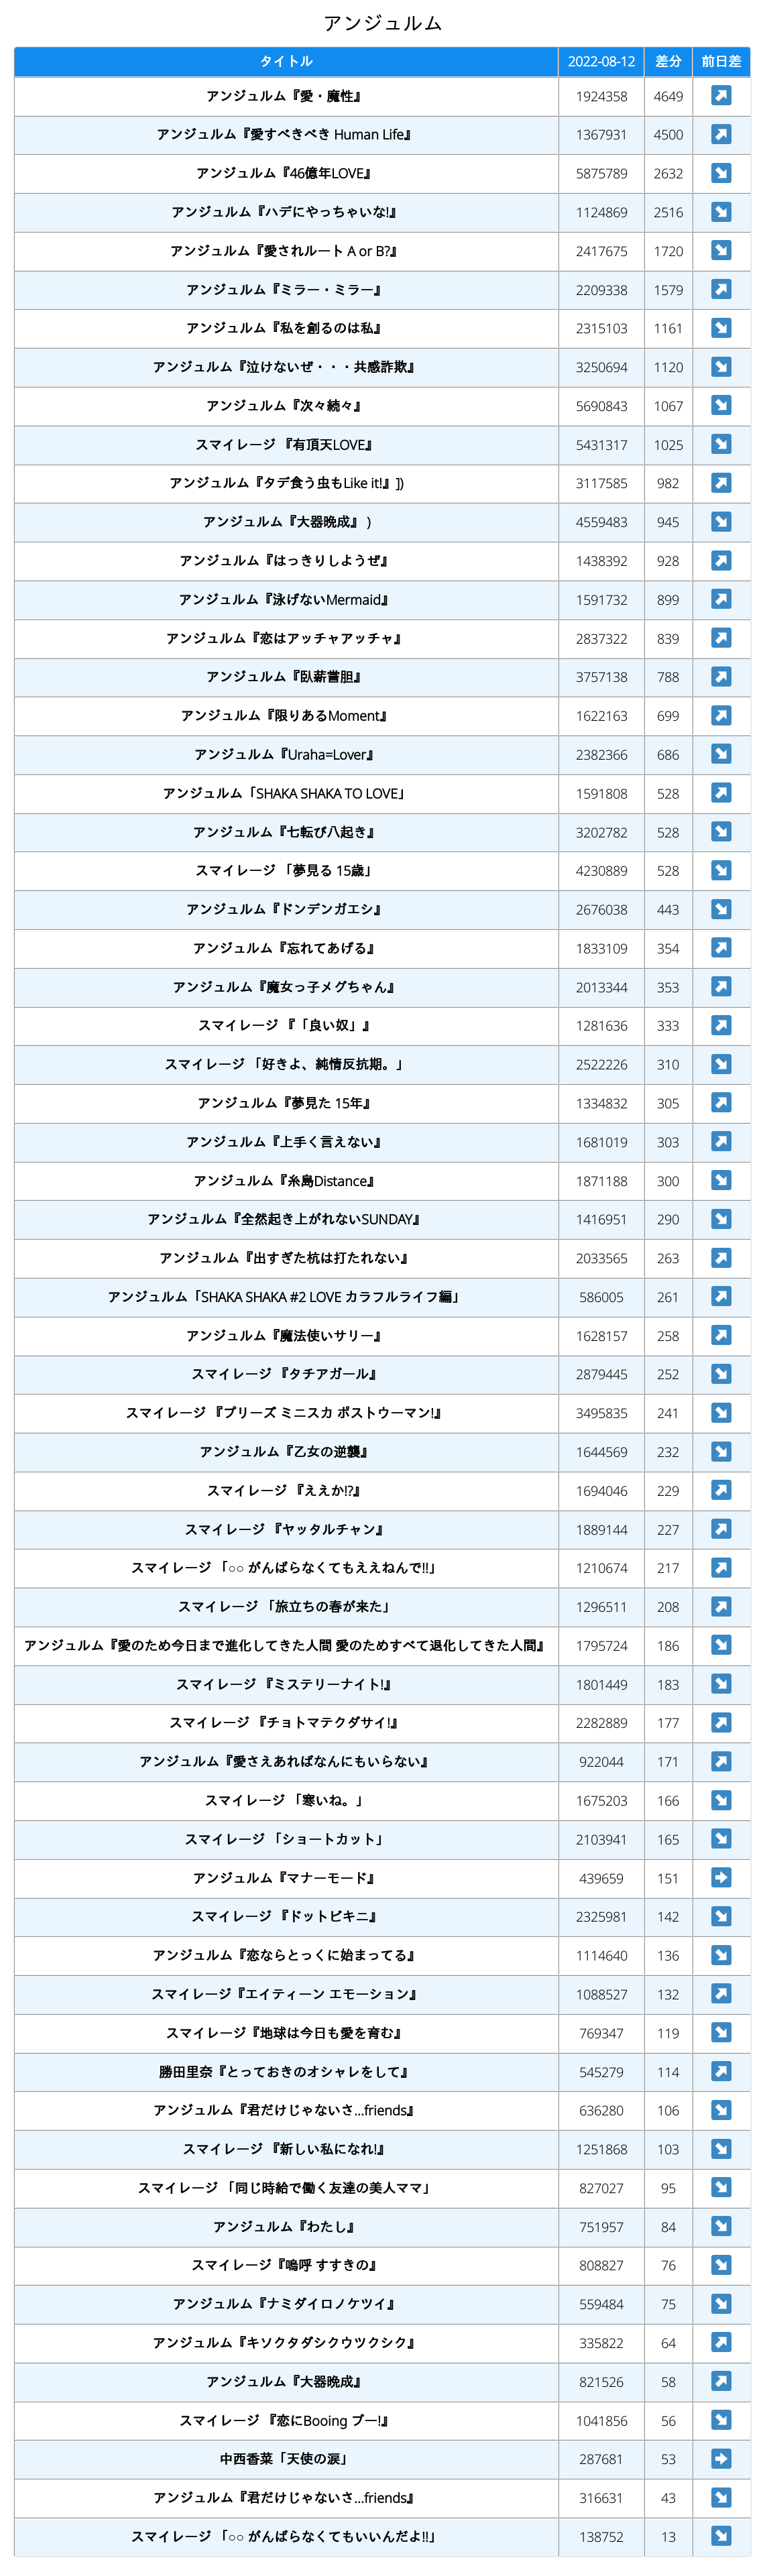 アンジュルム
タイトル 2022-08-12 差分 前日差
アンジュルム『愛・魔性』 1924358 4649 ↗
アンジュルム『愛すべきべき Human Life』 1367931 4500 ↗
アンジュルム『46億年LOVE』 5875789 2632 ↘
アンジュルム『ハデにやっちゃいな!』 1124869 2516 ↘
アンジュルム『愛されルート A or B?』 2417675 1720 ↘
アンジュルム『ミラー・ミラー』 2209338 1579 ↗
アンジュルム『私を創るのは私』 2315103 1161 ↘
アンジュルム『泣けないぜ・・・共感詐欺』 3250694 1120 ↘
アンジュルム『次々続々』 5690843 1067 ↘
スマイレージ 『有頂天LOVE』 5431317 1025 ↘
アンジュルム『タデ食う虫もLike it!』]) 3117585 982 ↗
アンジュルム『大器晩成』 ) 4559483 945 ↘
アンジュルム『はっきりしようぜ』 1438392 928 ↗
アンジュルム『泳げないMermaid』 1591732 899 ↗
アンジュルム『恋はアッチャアッチャ』 2837322 839 ↗
アンジュルム『臥薪嘗胆』 3757138 788 ↗
アンジュルム『限りあるMoment』 1622163 699 ↗
アンジュルム『Uraha=Lover』 2382366 686 ↘
アンジュルム「SHAKA SHAKA TO LOVE」 1591808 528 ↗
アンジュルム『七転び八起き』 3202782 528 ↘
スマイレージ 「夢見る 15歳」 4230889 528 ↘
アンジュルム『ドンデンガエシ』 2676038 443 ↘
アンジュルム『忘れてあげる』 1833109 354 ↗
アンジュルム『魔女っ子メグちゃん』 2013344 353 ↗
スマイレージ 『「良い奴」』 1281636 333 ↗
スマイレージ 「好きよ、純情反抗期。」 2522226 310 ↘
アンジュルム『夢見た 15年』 1334832 305 ↗
アンジュルム『上手く言えない』 1681019 303 ↗
アンジュルム『糸島Distance』 1871188 300 ↘
アンジュルム『全然起き上がれないSUNDAY』 1416951 290 ↘
アンジュルム『出すぎた杭は打たれない』 2033565 263 ↗
アンジュルム「SHAKA SHAKA #2 LOVE カラフルライフ編」 586005 261 ↗
アンジュルム『魔法使いサリー』 1628157 258 ↗
スマイレージ 『タチアガール』 2879445 252 ↘
スマイレージ 『プリーズ ミニスカ ポストウーマン!』 3495835 241 ↘
アンジュルム『乙女の逆襲』 1644569 232 ↘
スマイレージ 『ええか!?』 1694046 229 ↗
スマイレージ 『ヤッタルチャン』 1889144 227 ↗
スマイレージ 「○○ がんばらなくてもええねんで!!」 1210674 217 ↗
スマイレージ 「旅立ちの春が来た」 1296511 208 ↗
アンジュルム『愛のため今日まで進化してきた人間 愛のためすべて退化してきた人間』 1795724 186 ↘
スマイレージ 『ミステリーナイト!』 1801449 183 ↘
スマイレージ 『チョトマテクダサイ!』 2282889 177 ↗
アンジュルム『愛さえあればなんにもいらない』 922044 171 ↗
スマイレージ 「寒いね。」 1675203 166 ↘
スマイレージ 「ショートカット」 2103941 165 ↘
アンジュルム『マナーモード』 439659 151 →
スマイレージ 『ドットビキニ』 2325981 142 ↘
アンジュルム『恋ならとっくに始まってる』 1114640 136 ↘
スマイレージ『エイティーン エモーション』 1088527 132 ↗
スマイレージ『地球は今日も愛を育む』 769347 119 ↘
勝田里奈『とっておきのオシャレをして』 545279 114 ↗
アンジュルム『君だけじゃないさ...friends』 636280 106 ↘
スマイレージ 『新しい私になれ!』 1251868 103 ↘
スマイレージ 「同じ時給で働く友達の美人ママ」 827027 95 ↘
アンジュルム『わたし』 751957 84 ↘
スマイレージ『嗚呼 すすきの』 808827 76 ↘
アンジュルム『ナミダイロノケツイ』 559484 75 ↘
アンジュルム『キソクタダシクウツクシク』 335822 64 ↗
アンジュルム『大器晩成』 821526 58 ↗
スマイレージ 『恋にBooing ブー!』 1041856 56 ↘
中西香菜「天使の涙」 287681 53 →
アンジュルム『君だけじゃないさ...friends』 316631 43 ↘
スマイレージ 「○○ がんばらなくてもいいんだよ!!」 138752 13 ↘